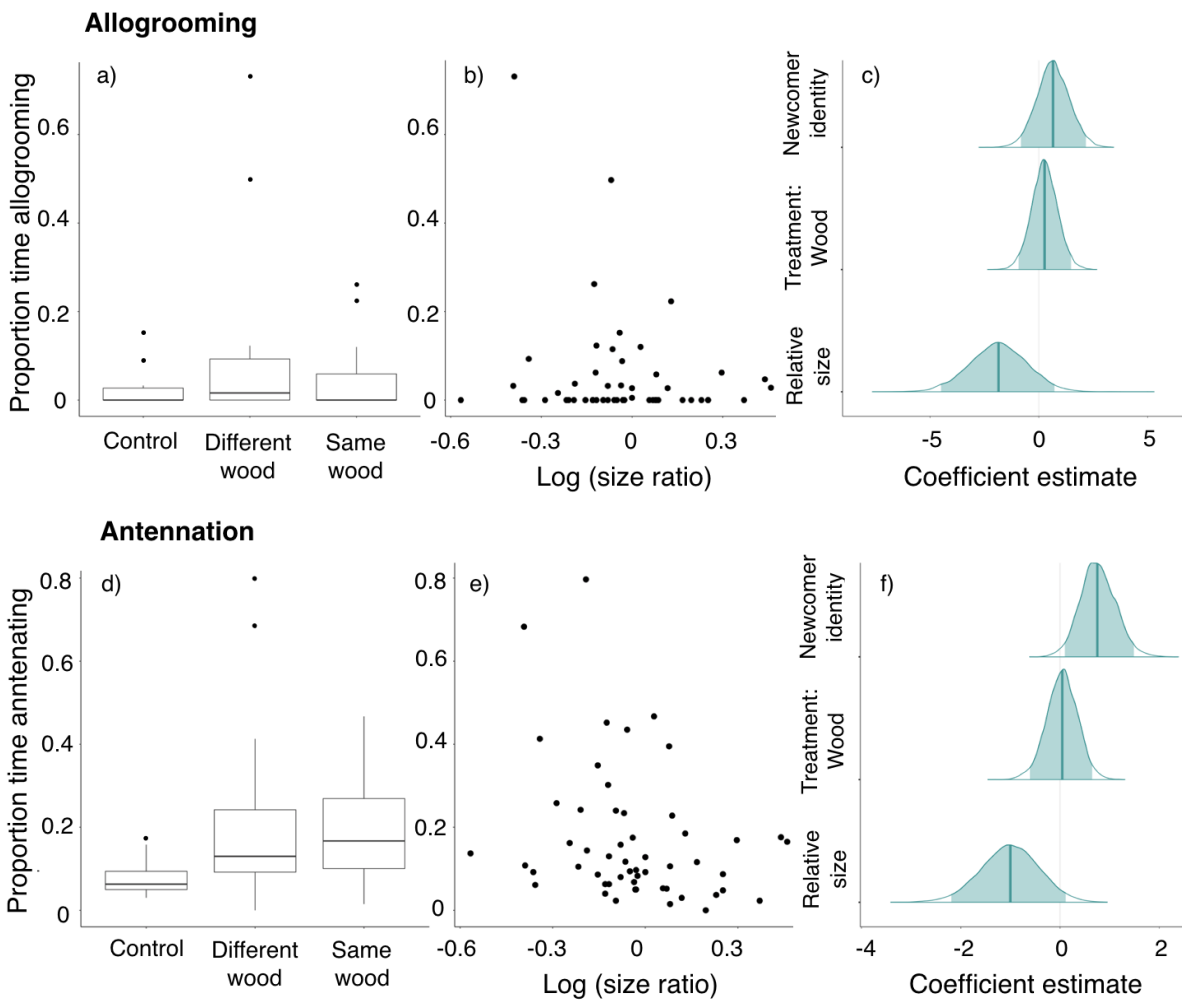 Allogrooming
a)
Proportion time allogrooming
0.6
0.4
0.2
0
Control
Different
wood
Same
wood
b)
0.6
0.4
0.2
0
-0.6
-0.3
0
0.3
Log (size ratio)
c)
Newcomer
identity
Treatment:
Wood
Relative
size
-5
0
5
Coefficient estimate
Antennation
d)
Proportion time anntenating
0.8
0.6
0.4
0.2
0
Control
Different
wood
Same
wood
e)
0.8
0.6
0.4
0.2
0
-0.6
-0.3
0
0.3
Log (size ratio)
f)
Newcomer
identity
Treatment:
Wood
Relative
size
-4
-2
0
2
Coefficient estimate